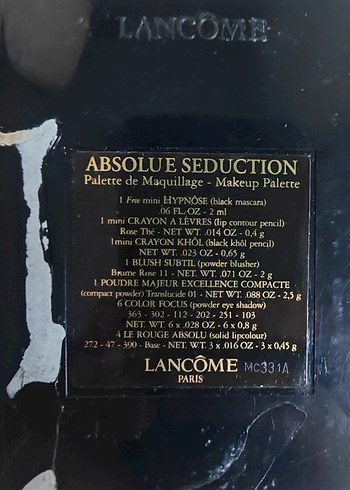 LANCÔME
ABSOLUE SEDUCTION
Palette de Maquillage - Makeup Palette
1 Free mini HYPNÔSE (black mascara)
.06 FL. OZ - 2 ml
1 mini CRAYON A LÈVRES (lip contour pencil)
Rose Thé - NET WT. .014 OZ - 0,4 g
1mini CRAYON KHÔL (black khôl pencil)
NET WT. .023 OZ - 0,65 g
1 BLUSH SUBTIL (powder blusher)
Brume Rose 11 - NET WT. .071 OZ - 2 g
1 POUDRE MAJEUR EXCELLENCE COMPACTE
(compact powder) Translucide 01 - NET WT. .088 OZ - 2,5 g
6 COLOR FOCUS (powder eye shadow)
363 - 302 - 112 - 202 - 251 - 103
NET. WT. 6 x .028 OZ - 6 x 0,8 g
4 LE ROUGE ABSOLU (solid lipcolour)
272 - 47 - 390 - Base - NET. WT. 3 x .016 OZ - 3 x 0,45 g
LANCÔME MC331A
PARIS